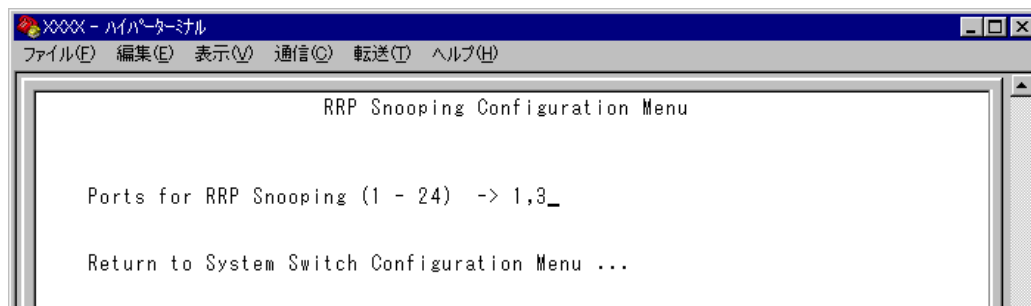 XXXX - ハイパーターミナル
ファイル(F) 編集(E) 表示(V) 通信(C) 転送(T) ヘルプ(H)
RRP Snooping Configuration Menu
Ports for RRP Snooping (1 - 24) -> 1,3_
Return to System Switch Configuration Menu ...